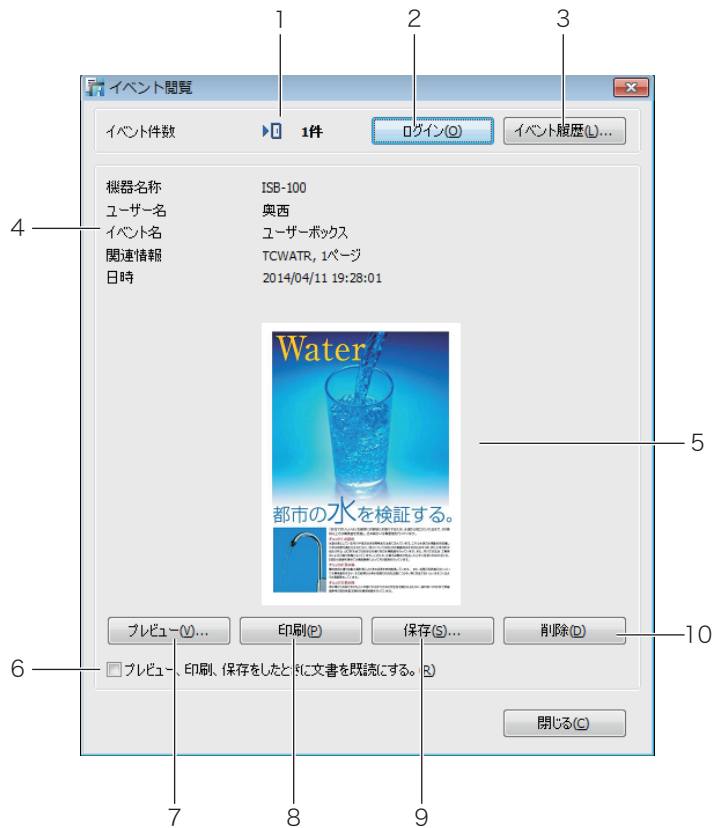 1
2
3
イベント閲覧
イベント件数
1件
ログイン(O)
イベント履歴(L)...
4
機器名称 ISB-100
ユーザー名 奥西
イベント名 ユーザーボックス
関連情報 TCWATR, 1ページ
日時 2014/04/11 19:28:01
Water
都市の水を検証する。
5
プレビュー(V)...
印刷(P)
保存(S)...
削除(D)
10
6
プレビュー、印刷、保存をしたときに文書を既読にする。(R)
閉じる(C)
7
8
9